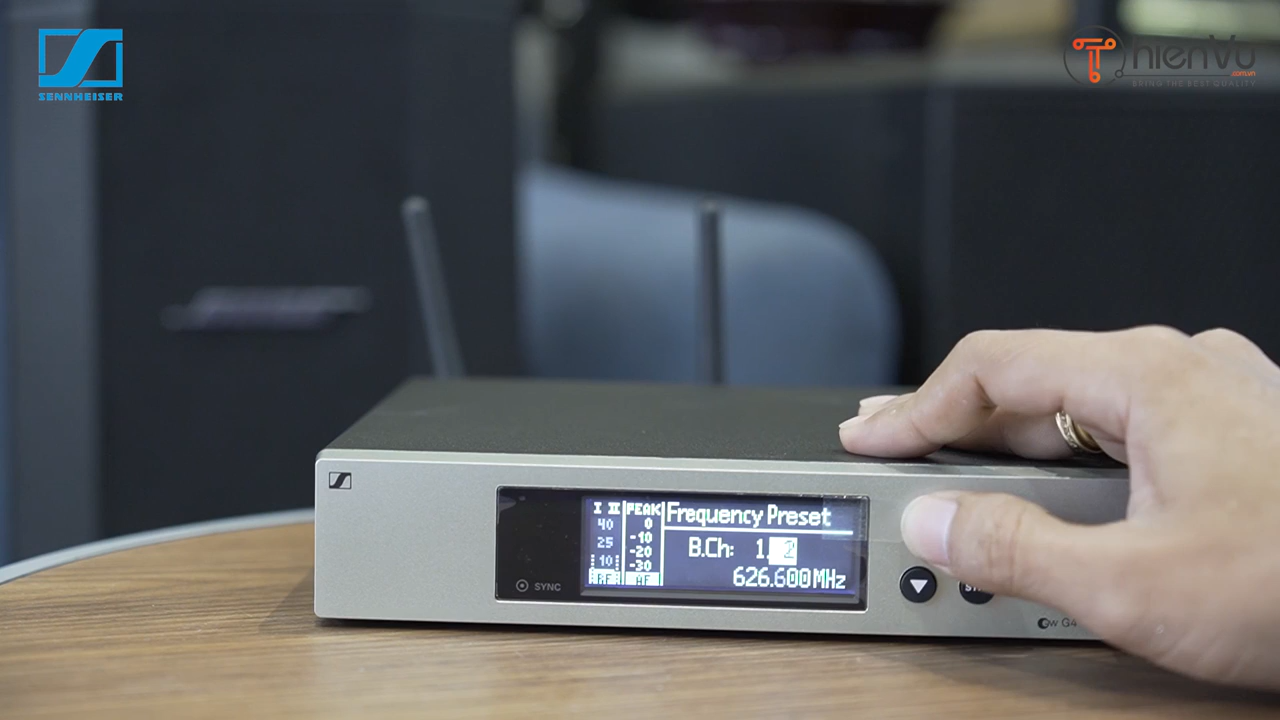 SENNHEISER
ThienVu
.com.vn
BRING THE BEST QUALITY
I II PEAK
40 0
25 -10
10 -20
-30
RF AF
Frequency Preset
B.Ch: 1. 2
626.600 MHz
SYNC
ew G4